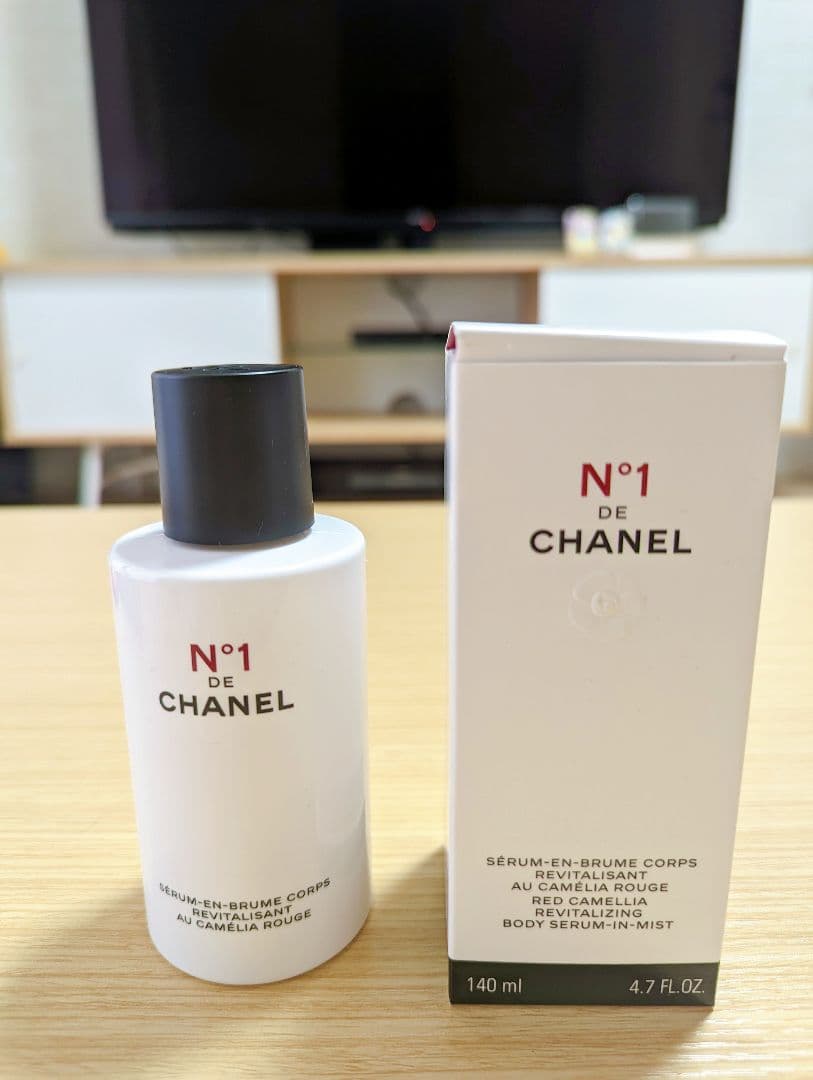 N°1
DE
CHANEL
SÉRUM-EN-BRUME CORPS
REVITALISANT
AU CAMÉLIA ROUGE
N°1
DE
CHANEL
SÉRUM-EN-BRUME CORPS
REVITALISANT
AU CAMÉLIA ROUGE
RED CAMELLIA
REVITALIZING
BODY SERUM-IN-MIST
140 ml 4.7 FL.OZ.